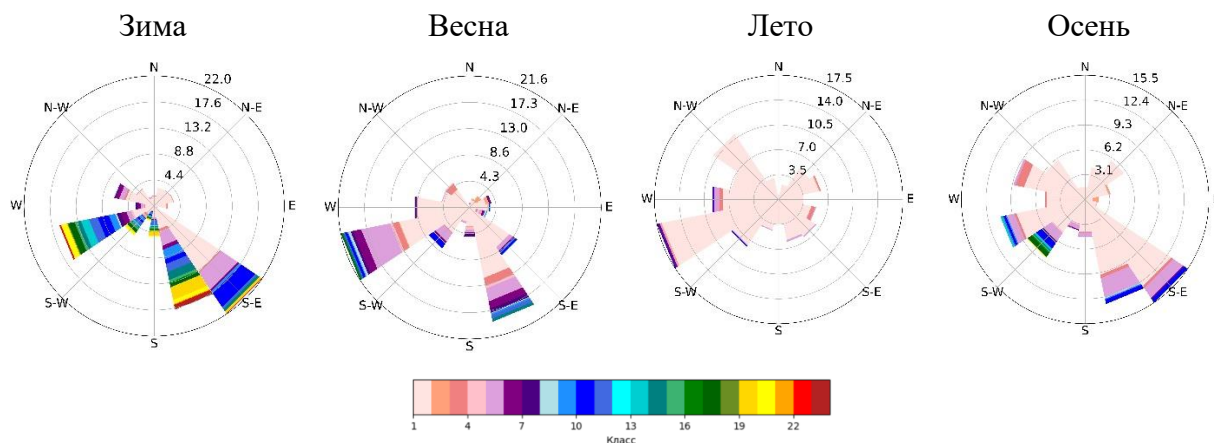 Зима
Весна
Лето
Осень
N
22.0
17.6
13.2
8.8
4.4
N-W
N-E
W
E
S-W
S-E
S
N
21.6
17.3
13.0
8.6
4.3
N-W
N-E
W
E
S-W
S-E
S
N
17.5
14.0
10.5
7.0
3.5
N-W
N-E
W
E
S-W
S-E
S
N
15.5
12.4
9.3
6.2
3.1
N-W
N-E
W
E
S-W
S-E
S
1 4 7 10 13 16 19 22
Класс